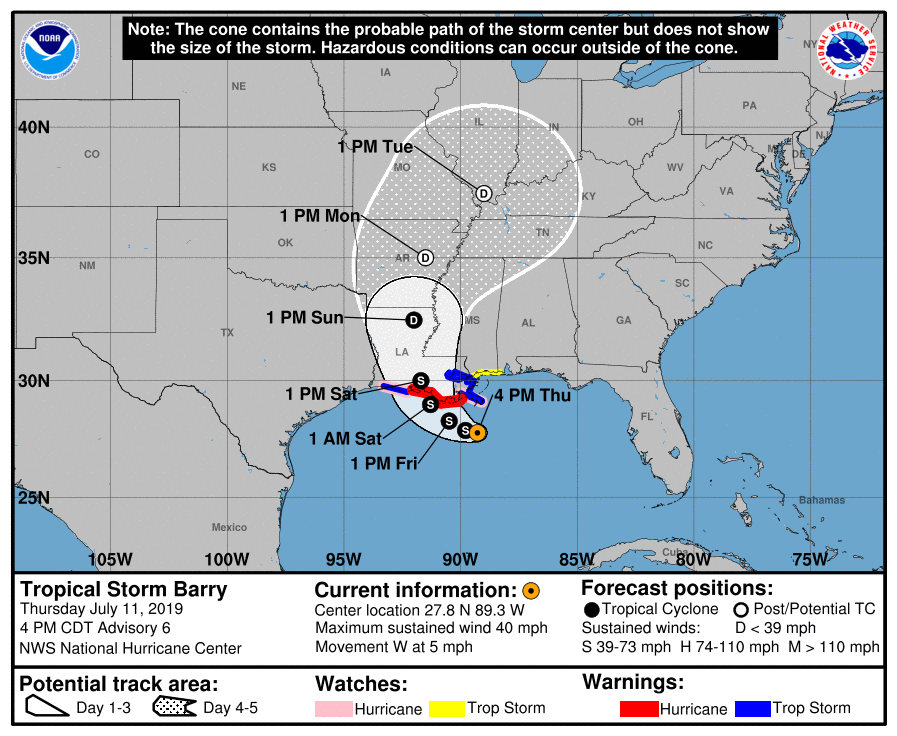 Note: The cone contains the probable path of the storm center but does not show
the size of the storm. Hazardous conditions can occur outside of the cone.
NOAA
NATIONAL WEATHER SERVICE
NY
IA
NE
PA
40N
IL
IN
OH
NJ
MD
DE
1 PM Tue
CO
KS
MO
WV
VA
KY
1 PM Mon
TN
NC
OK
35N
AR
NM
SC
1 PM Sun
MS
AL
GA
TX
LA
30N
1 PM Sat
4 PM Thu
FL
1 AM Sat
1 PM Fri
25N
Bahamas
Mexico
Cuba
105W
100W
95W
90W
85W
80W
75W
D
D
D
S
S
S
S
Tropical Storm Barry
Thursday July 11, 2019
4 PM CDT Advisory 6
NWS National Hurricane Center
Current information:
Center location 27.8 N 89.3 W
Maximum sustained wind 40 mph
Movement W at 5 mph
Forecast positions:
Tropical Cyclone
Post/Potential TC
Sustained winds:
D < 39 mph
S 39-73 mph H 74-110 mph M > 110 mph
Potential track area:
Day 1-3
Day 4-5
Watches:
Hurricane
Trop Storm
Warnings:
Hurricane
Trop Storm